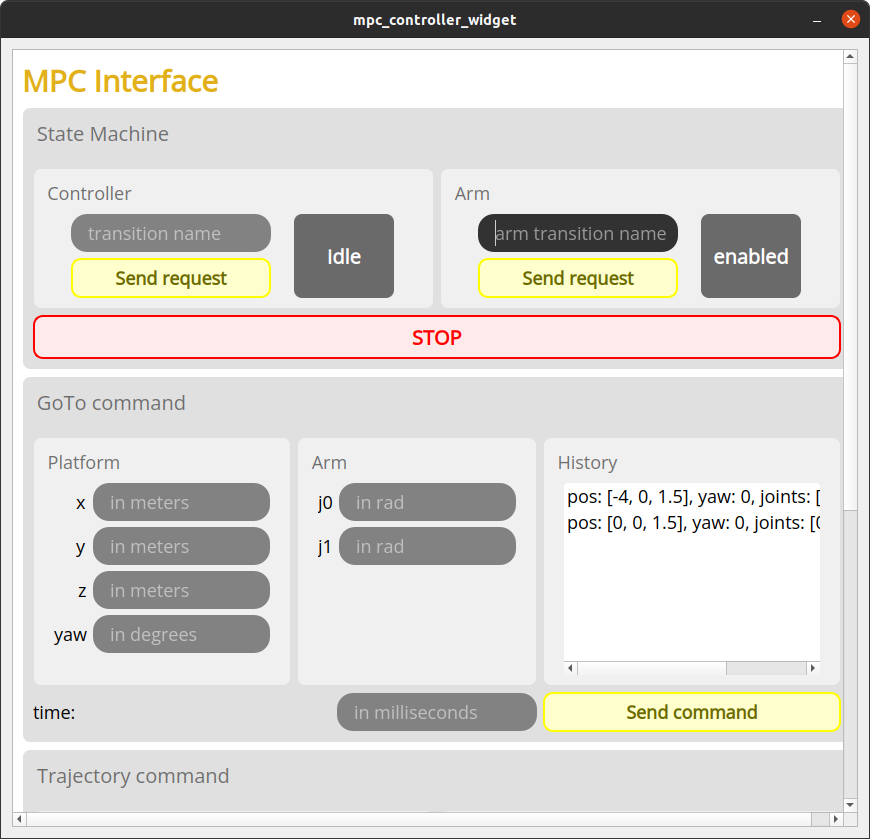 mpc_controller_widget
MPC Interface
State Machine
Controller
transition name
Send request
Idle
Arm
arm transition name
Send request
enabled
STOP
GoTo command
Platform
x in meters
y in meters
z in meters
yaw in degrees
Arm
j0 in rad
j1 in rad
History
pos: [-4, 0, 1.5], yaw: 0, joints: [
pos: [0, 0, 1.5], yaw: 0, joints: [0
time: in milliseconds
Send command
Trajectory command